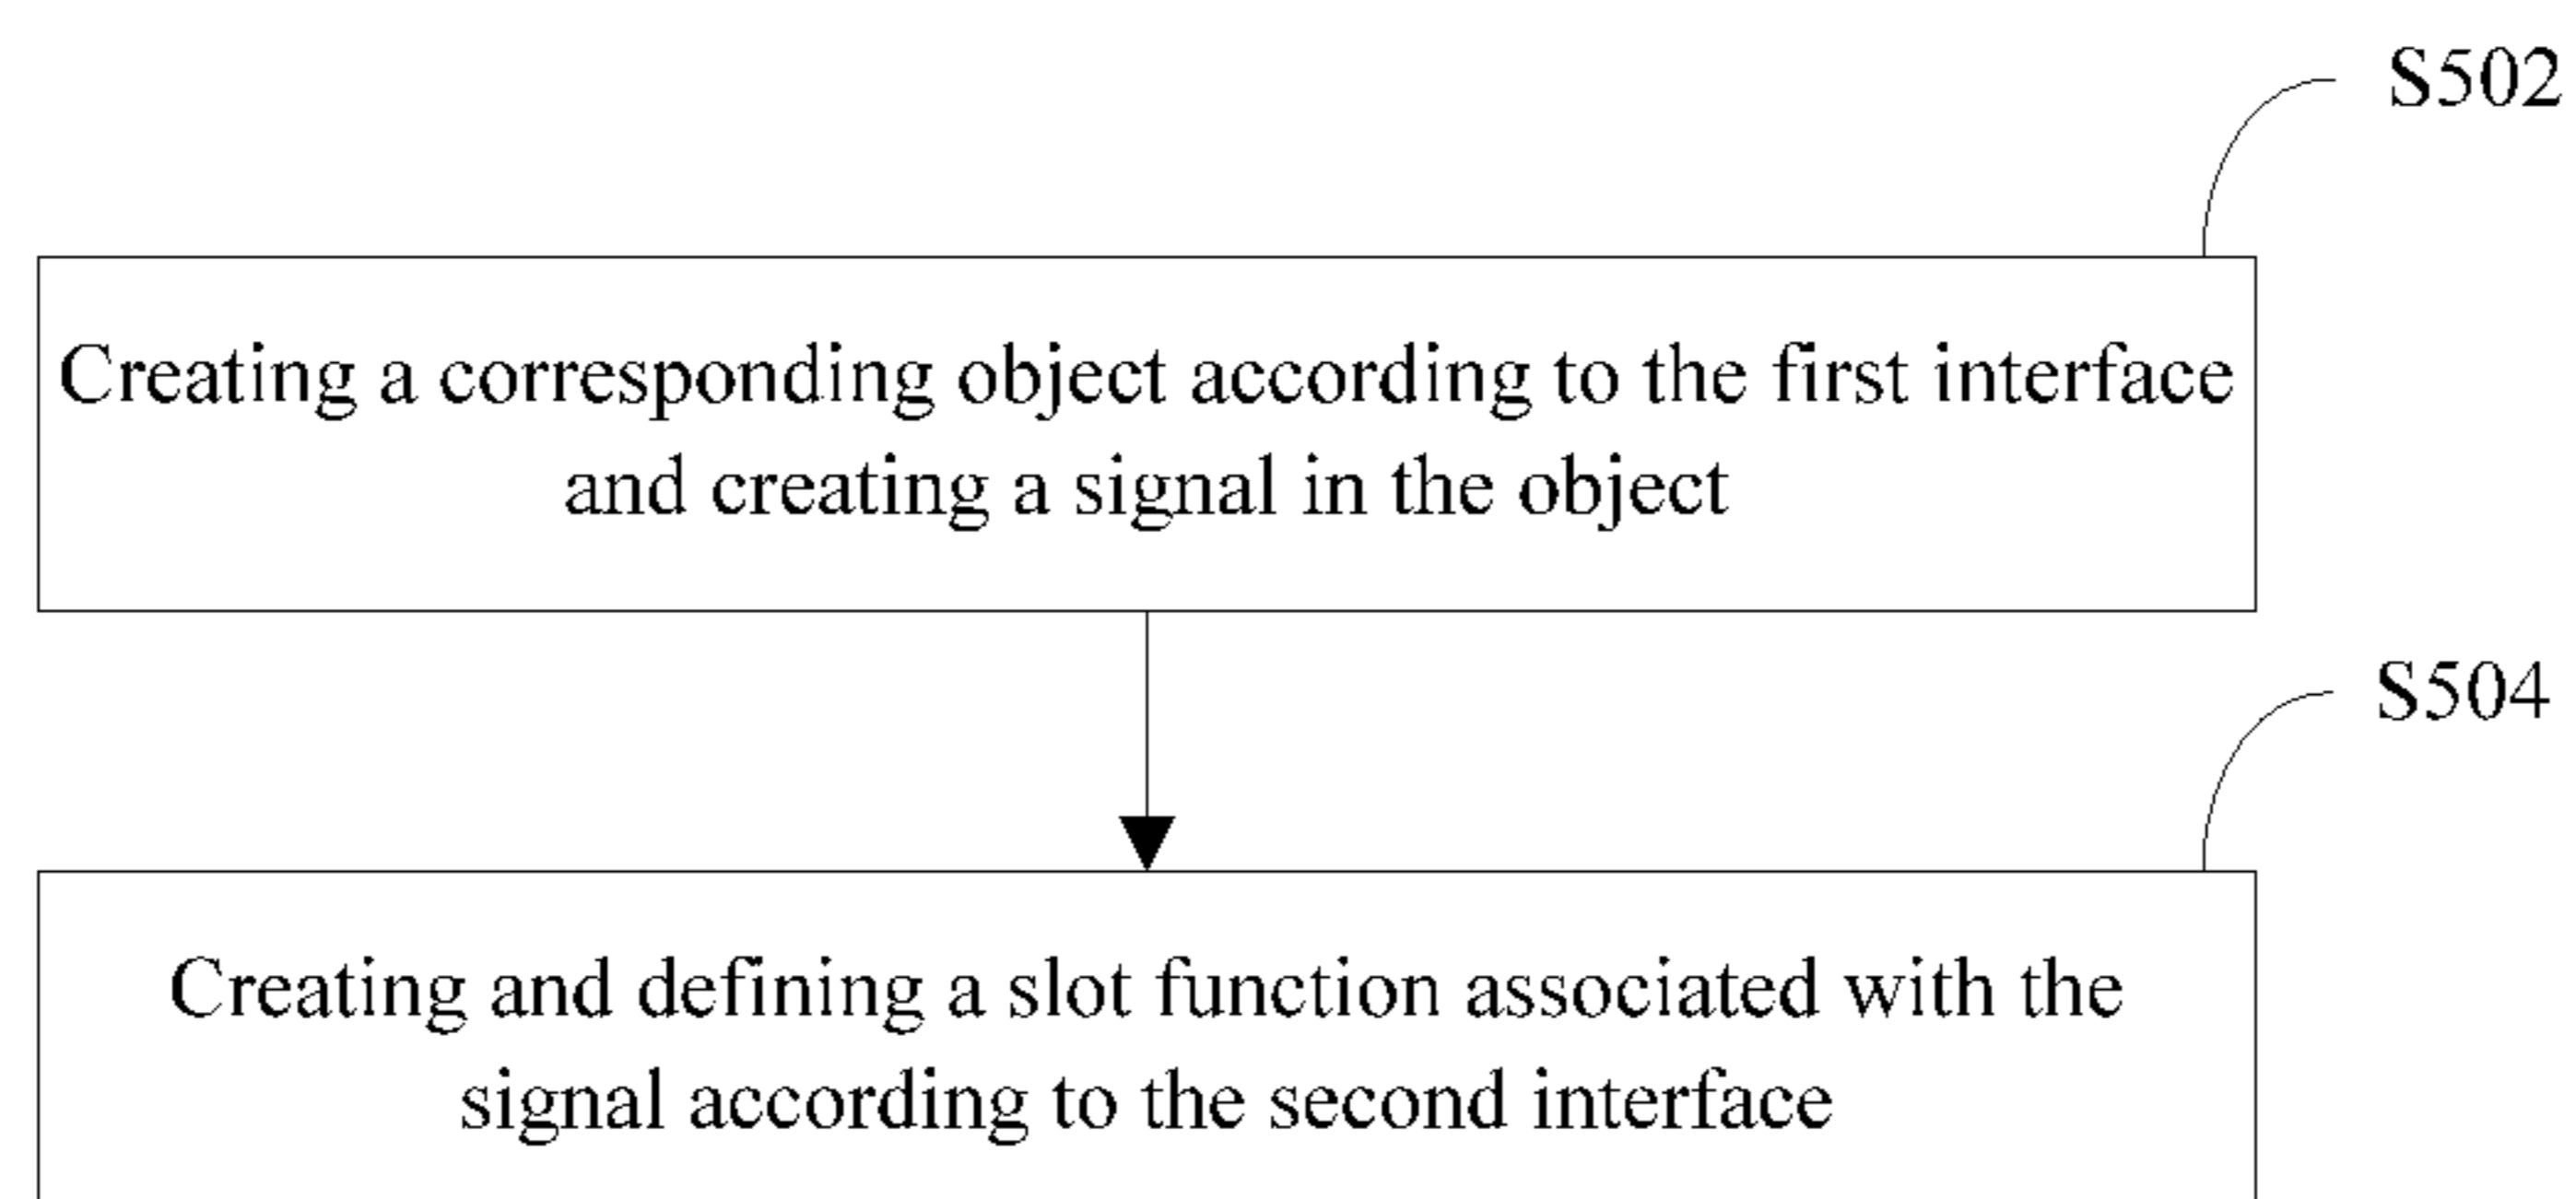 S502
Creating a corresponding object according to the first interface
and creating a signal in the object
S504
Creating and defining a slot function associated with the
signal according to the second interface